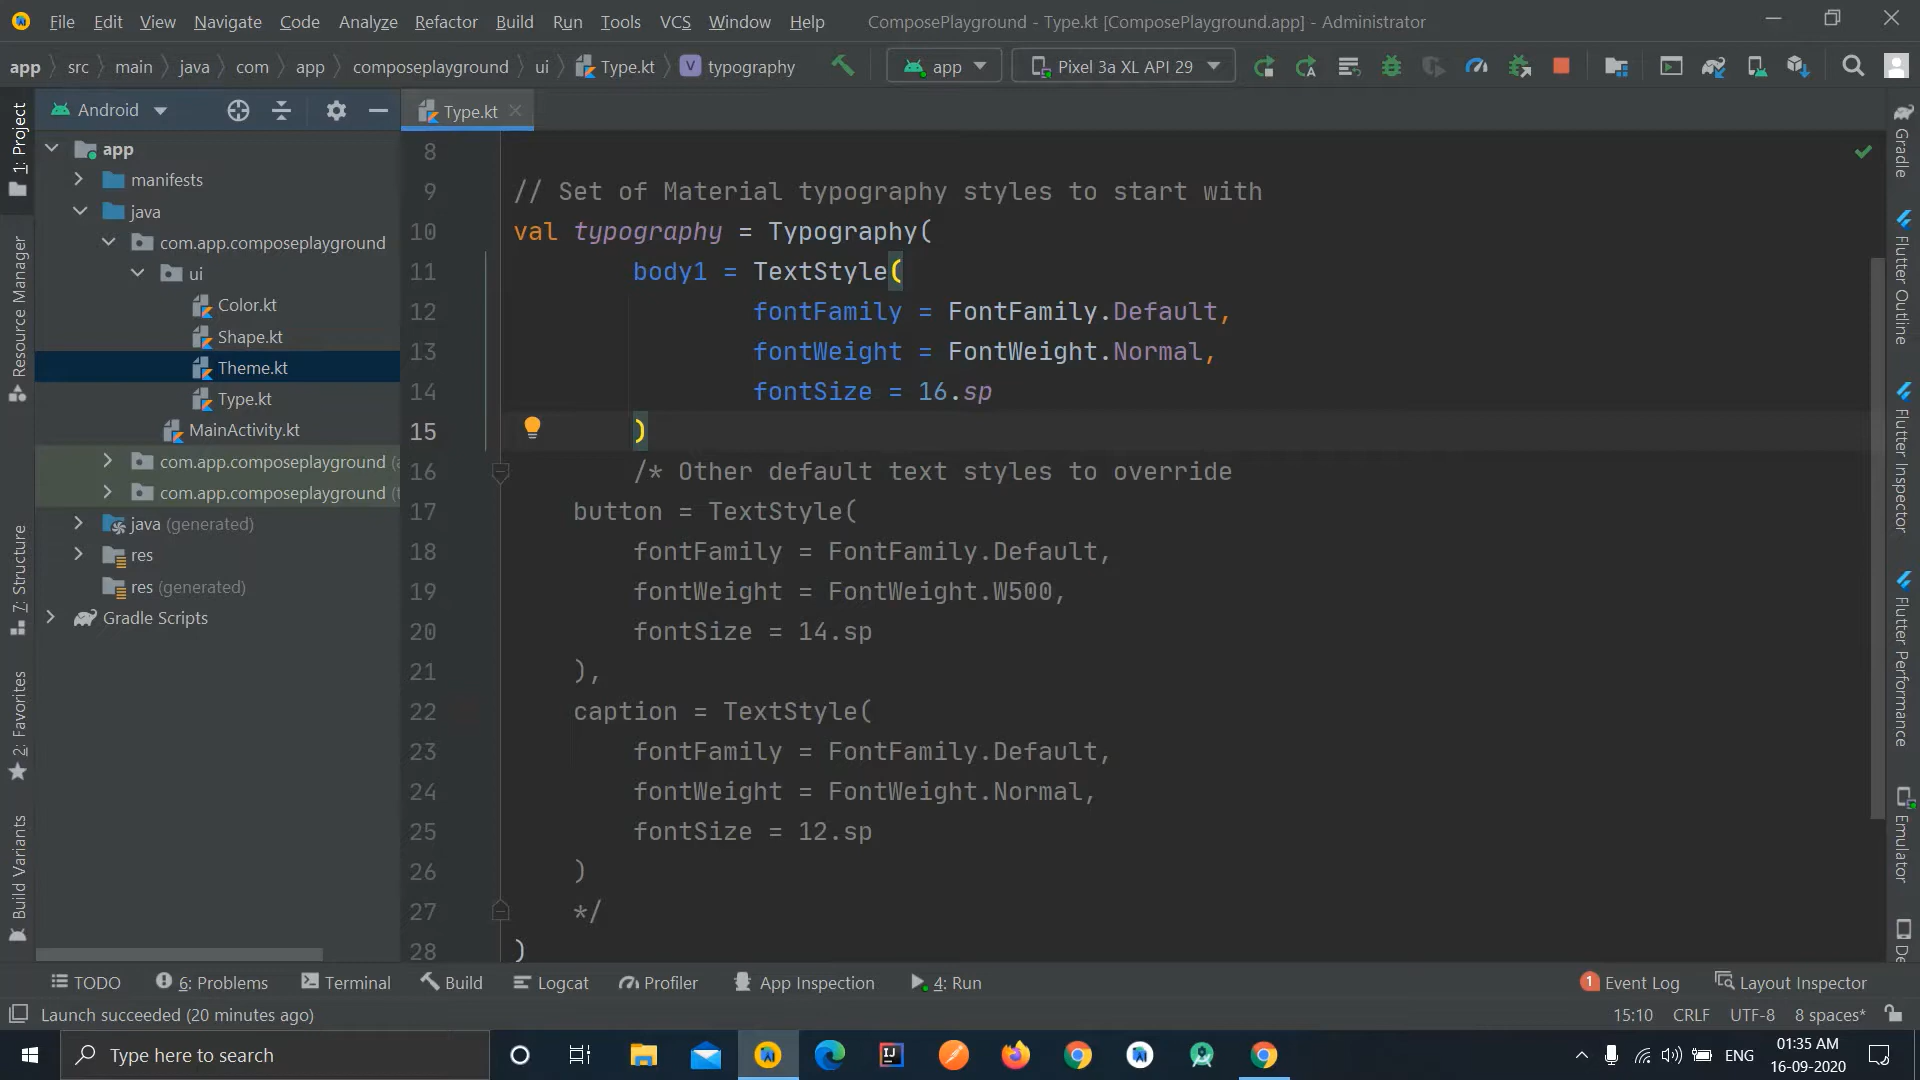 File Edit View Navigate Code Analyze Refactor Build Run Tools VCS Window Help ComposePlayground - Type.kt [ComposePlayground.app] - Administrator
app src main java com app composeplayground ui Type.kt V typography app Pixel 3a XL API 29
Android
Type.kt
1: Project
Resource Manager
7: Structure
2: Favorites
Build Variants
app
manifests
java
com.app.composeplayground
ui
Color.kt
Shape.kt
Theme.kt
Type.kt
MainActivity.kt
com.app.composeplayground
com.app.composeplayground
java (generated)
res
res (generated)
Gradle Scripts
8
9 // Set of Material typography styles to start with
10 val typography = Typography(
11 body1 = TextStyle(
12 fontFamily = FontFamily.Default,
13 fontWeight = FontWeight.Normal,
14 fontSize = 16.sp
15 )
16 /* Other default text styles to override
17 button = TextStyle(
18 fontFamily = FontFamily.Default,
19 fontWeight = FontWeight.W500,
20 fontSize = 14.sp
21 ),
22 caption = TextStyle(
23 fontFamily = FontFamily.Default,
24 fontWeight = FontWeight.Normal,
25 fontSize = 12.sp
26 )
27 */
28 )
Gradle
Flutter Outline
Flutter Inspector
Flutter Performance
Emulator
TODO 6: Problems Terminal Build Logcat Profiler App Inspection 4: Run 1 Event Log Layout Inspector
Launch succeeded (20 minutes ago) 15:10 CRLF UTF-8 8 spaces*
Type here to search ENG 01:35 AM
16-09-2020